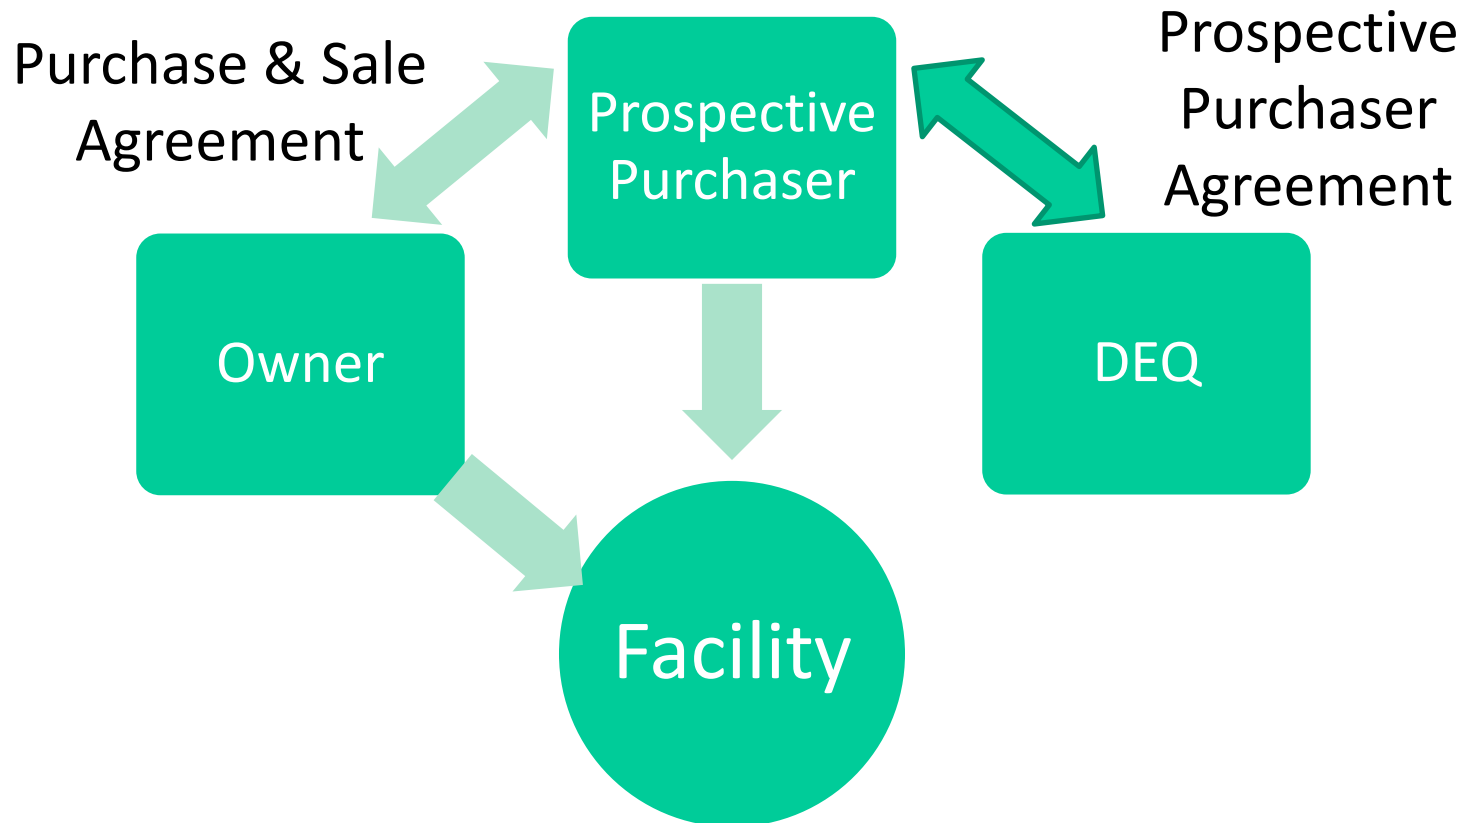 Purchase & Sale
Agreement
Prospective
Purchaser
Prospective
Purchaser
Agreement
Owner
DEQ
Facility